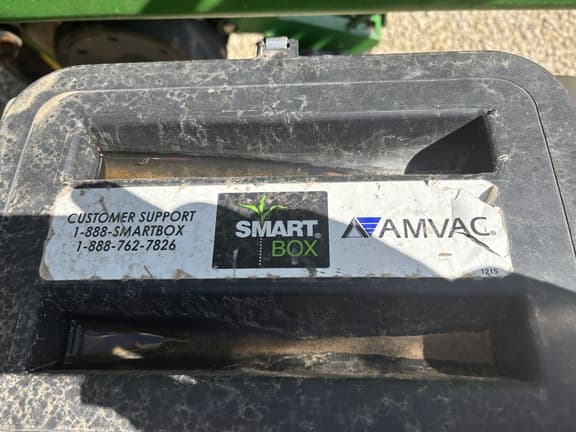 CUSTOMER SUPPORT
1-888-SMARTBOX
1-888-762-7826
SMART®
BOX
AMVAC®
1215